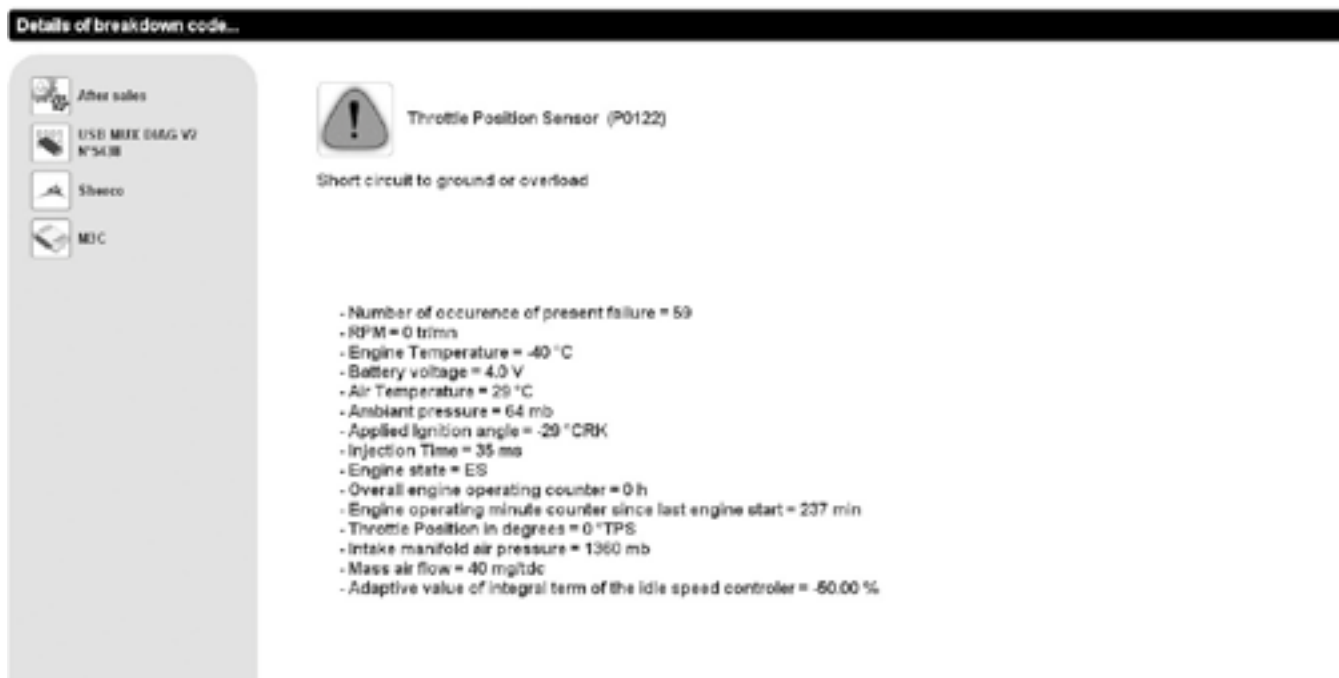 Details of breakdown code...
After sales
USB MUX DIAG V2
N°5438
Sheeco
M3C
Throttle Position Sensor (P0122)
Short circuit to ground or overload
- Number of occurence of present failure = 59
- RPM = 0 tr/mn
- Engine Temperature = -40 °C
- Battery voltage = 4.0 V
- Air Temperature = 29 °C
- Ambiant pressure = 64 mb
- Applied Ignition angle = -29 °CRK
- Injection Time = 35 ms
- Engine state = ES
- Overall engine operating counter = 0 h
- Engine operating minute counter since last engine start = 237 min
- Throttle Position in degrees = 0 °TPS
- Intake manifold air pressure = 1360 mb
- Mass air flow = 40 mg/tdc
- Adaptive value of integral term of the idle speed controler = -50.00 %